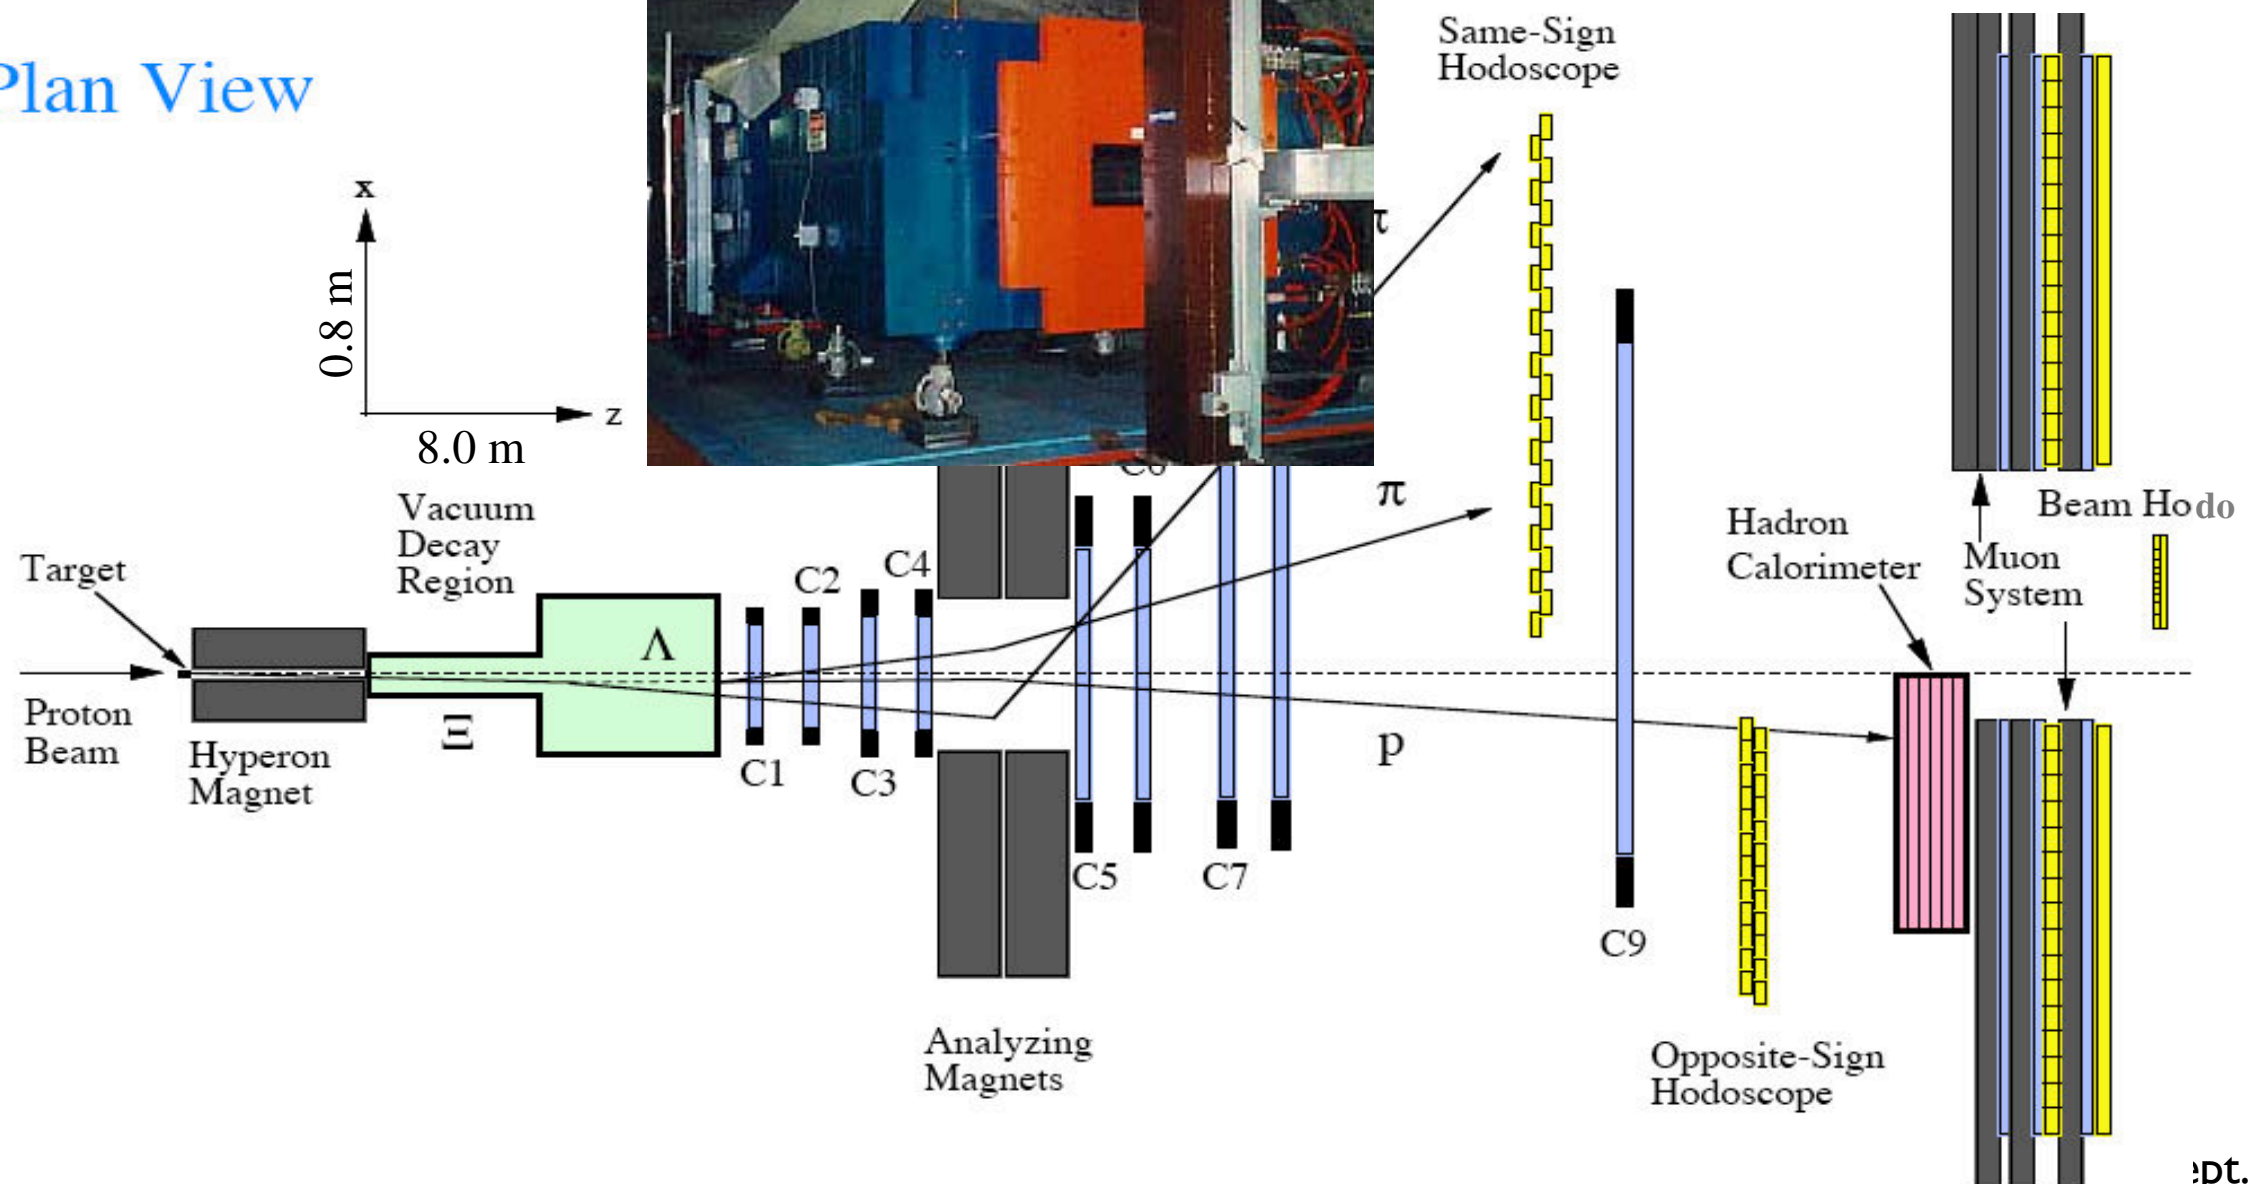 Plan View
Same-Sign
Hodoscope
x
0.8 m
z
8.0 m
π
Vacuum
Decay
Region
Target
C2
C4
Λ
Proton
Beam
Ξ
Hyperon
Magnet
C1
C3
C5
C7
p
C9
Hadron
Calorimeter
Beam Hodo
Muon
System
Analyzing
Magnets
Opposite-Sign
Hodoscope